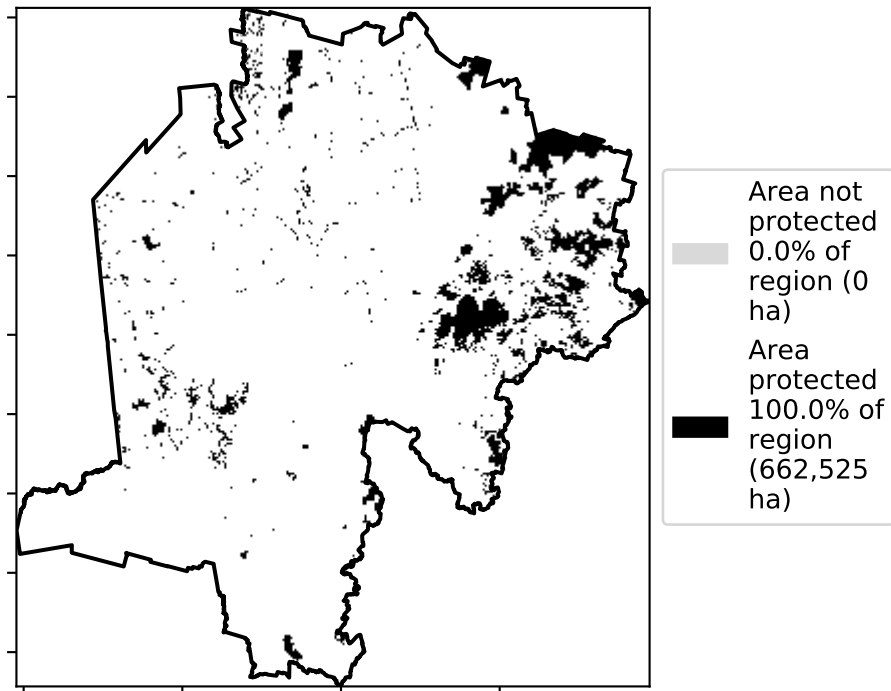 Area not
protected
0.0% of
region (0
ha)
Area
protected
100.0% of
region
(662,525
ha)